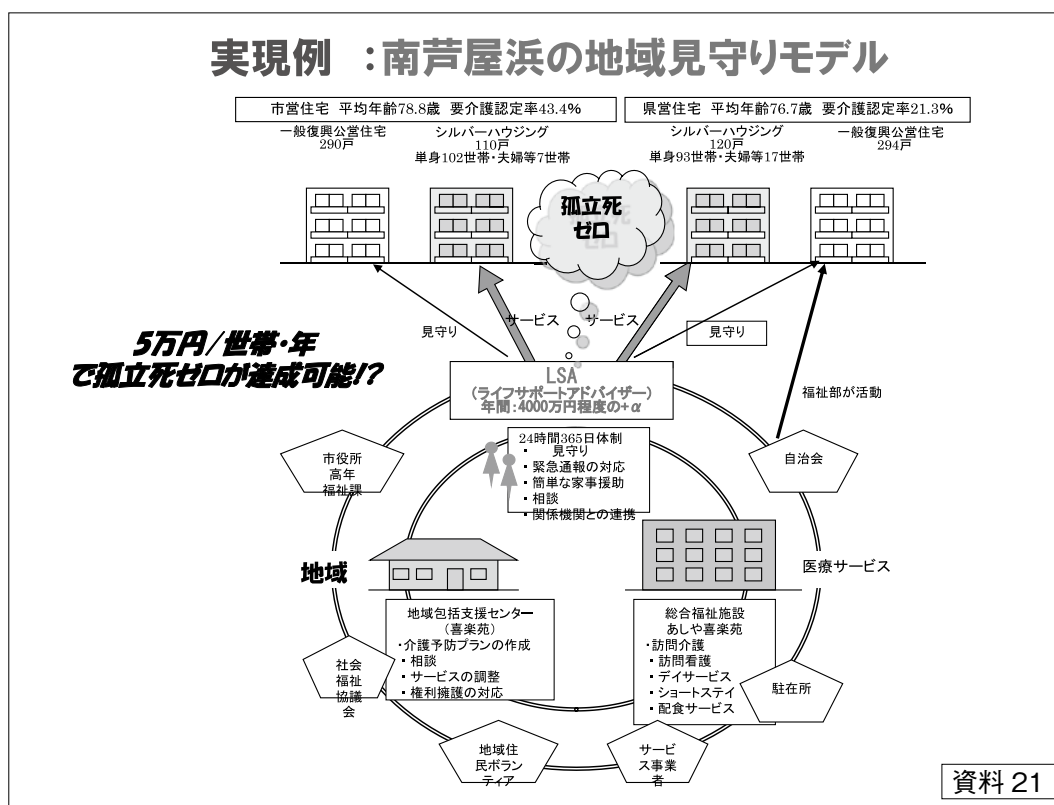 実現例 ：南芦屋浜の地域見守りモデル
市営住宅 平均年齢78.8歳 要介護認定率43.4%
県営住宅 平均年齢76.7歳 要介護認定率21.3%
一般復興公営住宅
290戸
シルバーハウジング
110戸
単身102世帯・夫婦等7世帯
シルバーハウジング
120戸
単身93世帯・夫婦等17世帯
一般復興公営住宅
294戸
孤立死
ゼロ
見守り
サービス
サービス
見守り
5万円/世帯・年
で孤立死ゼロが達成可能!?
LSA
(ライフサポートアドバイザー)
年間：4000万円程度の+α
福祉部が活動
24時間365日体制
・ 見守り
・ 緊急通報の対応
・ 簡単な家事援助
・ 相談
・ 関係機関との連携
市役所
高年
福祉課
自治会
地域
医療サービス
地域包括支援センター
(喜楽苑)
・介護予防プランの作成
・ 相談
・ サービスの調整
・ 権利擁護の対応
総合福祉施設
あしや喜楽苑
・訪問介護
・ 訪問看護
・ デイサービス
・ ショートステイ
・ 配食サービス
社会
福祉
協議
会
駐在所
地域住
民ボラン
ティア
サービ
ス事業
者
資料 21